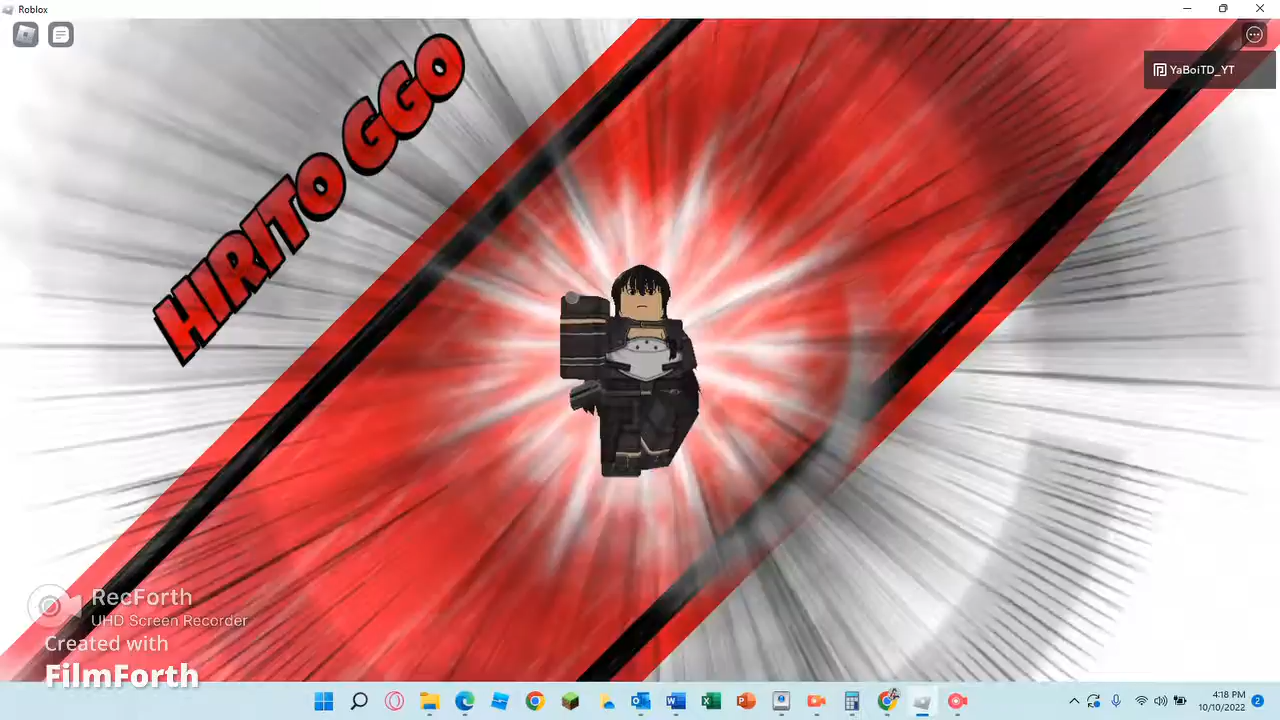 Roblox
YaBoiTD_YT
HIRITO GGO
RecForth
UHD Screen Recorder
Created with
FilmForth
4:18 PM
10/10/2022
2